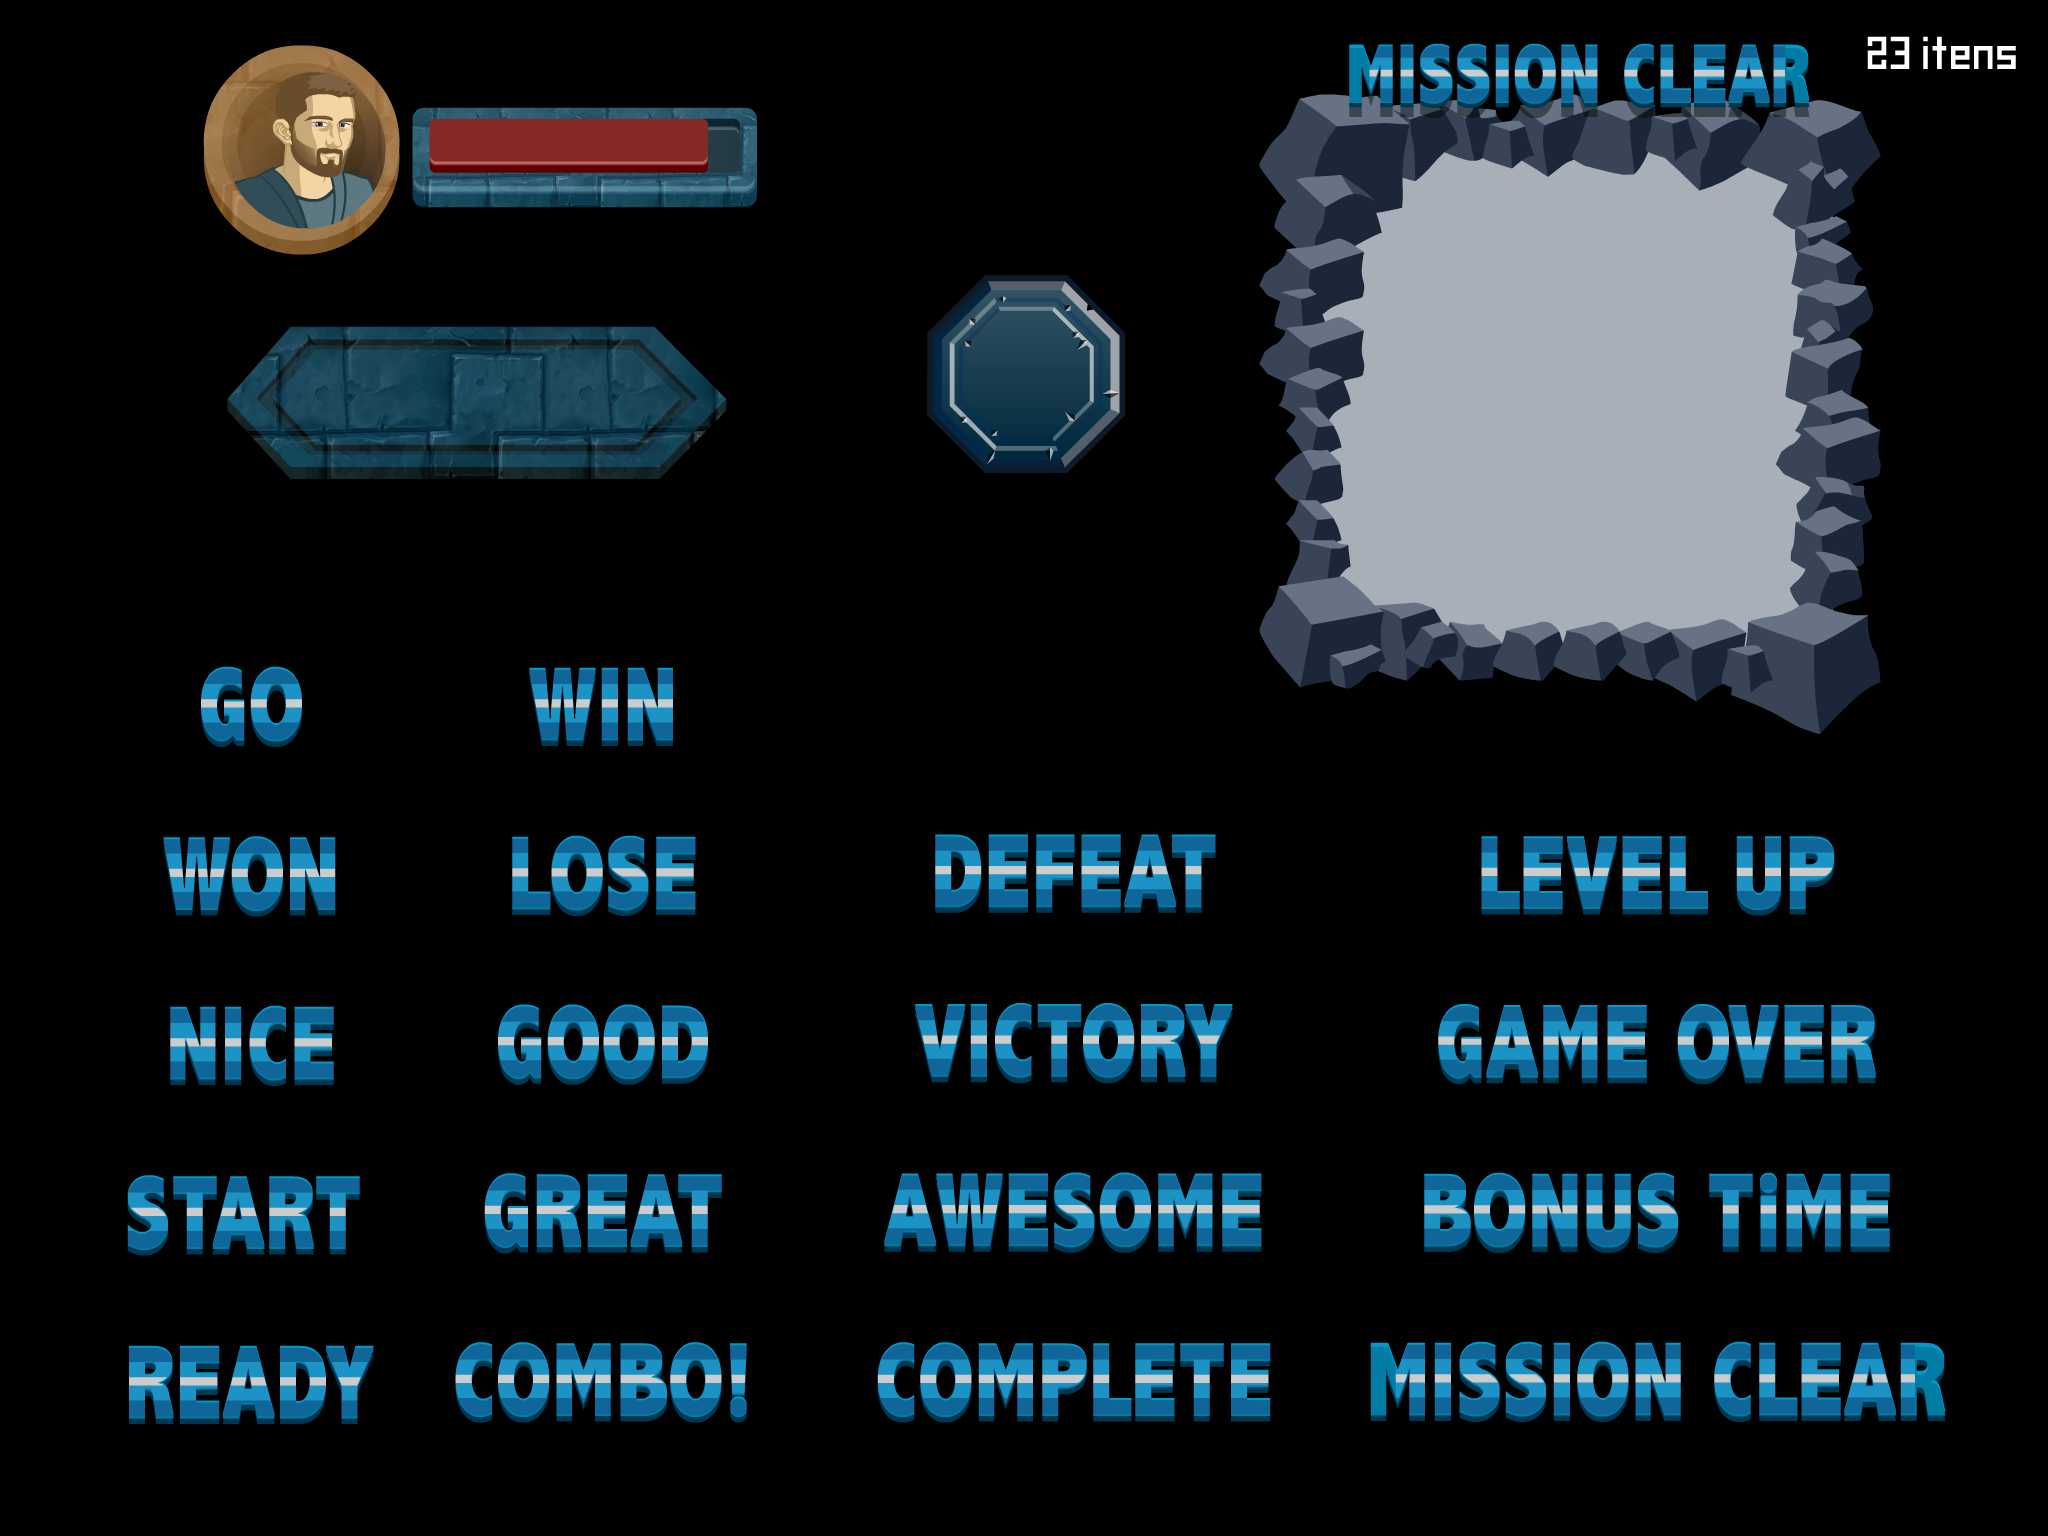 MISSION CLEAR
23 itens
GO
WIN
WON
LOSE
DEFEAT
LEVEL UP
NICE
GOOD
VICTORY
GAME OVER
START
GREAT
AWESOME
BONUS TiME
READY
COMBO!
COMPLETE
MISSION CLEAR